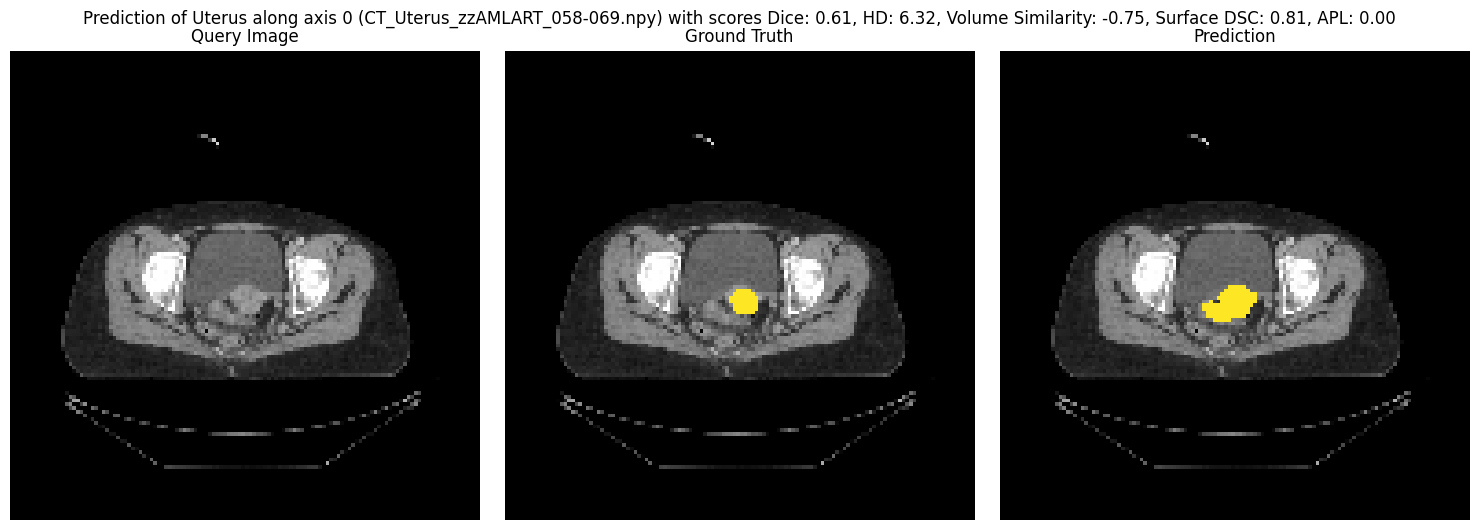 Prediction of Uterus along axis 0 (CT_Uterus_zzAMLART_058-069.npy) with scores Dice: 0.61, HD: 6.32, Volume Similarity: -0.75, Surface DSC: 0.81, APL: 0.00
Query Image
Ground Truth
Prediction